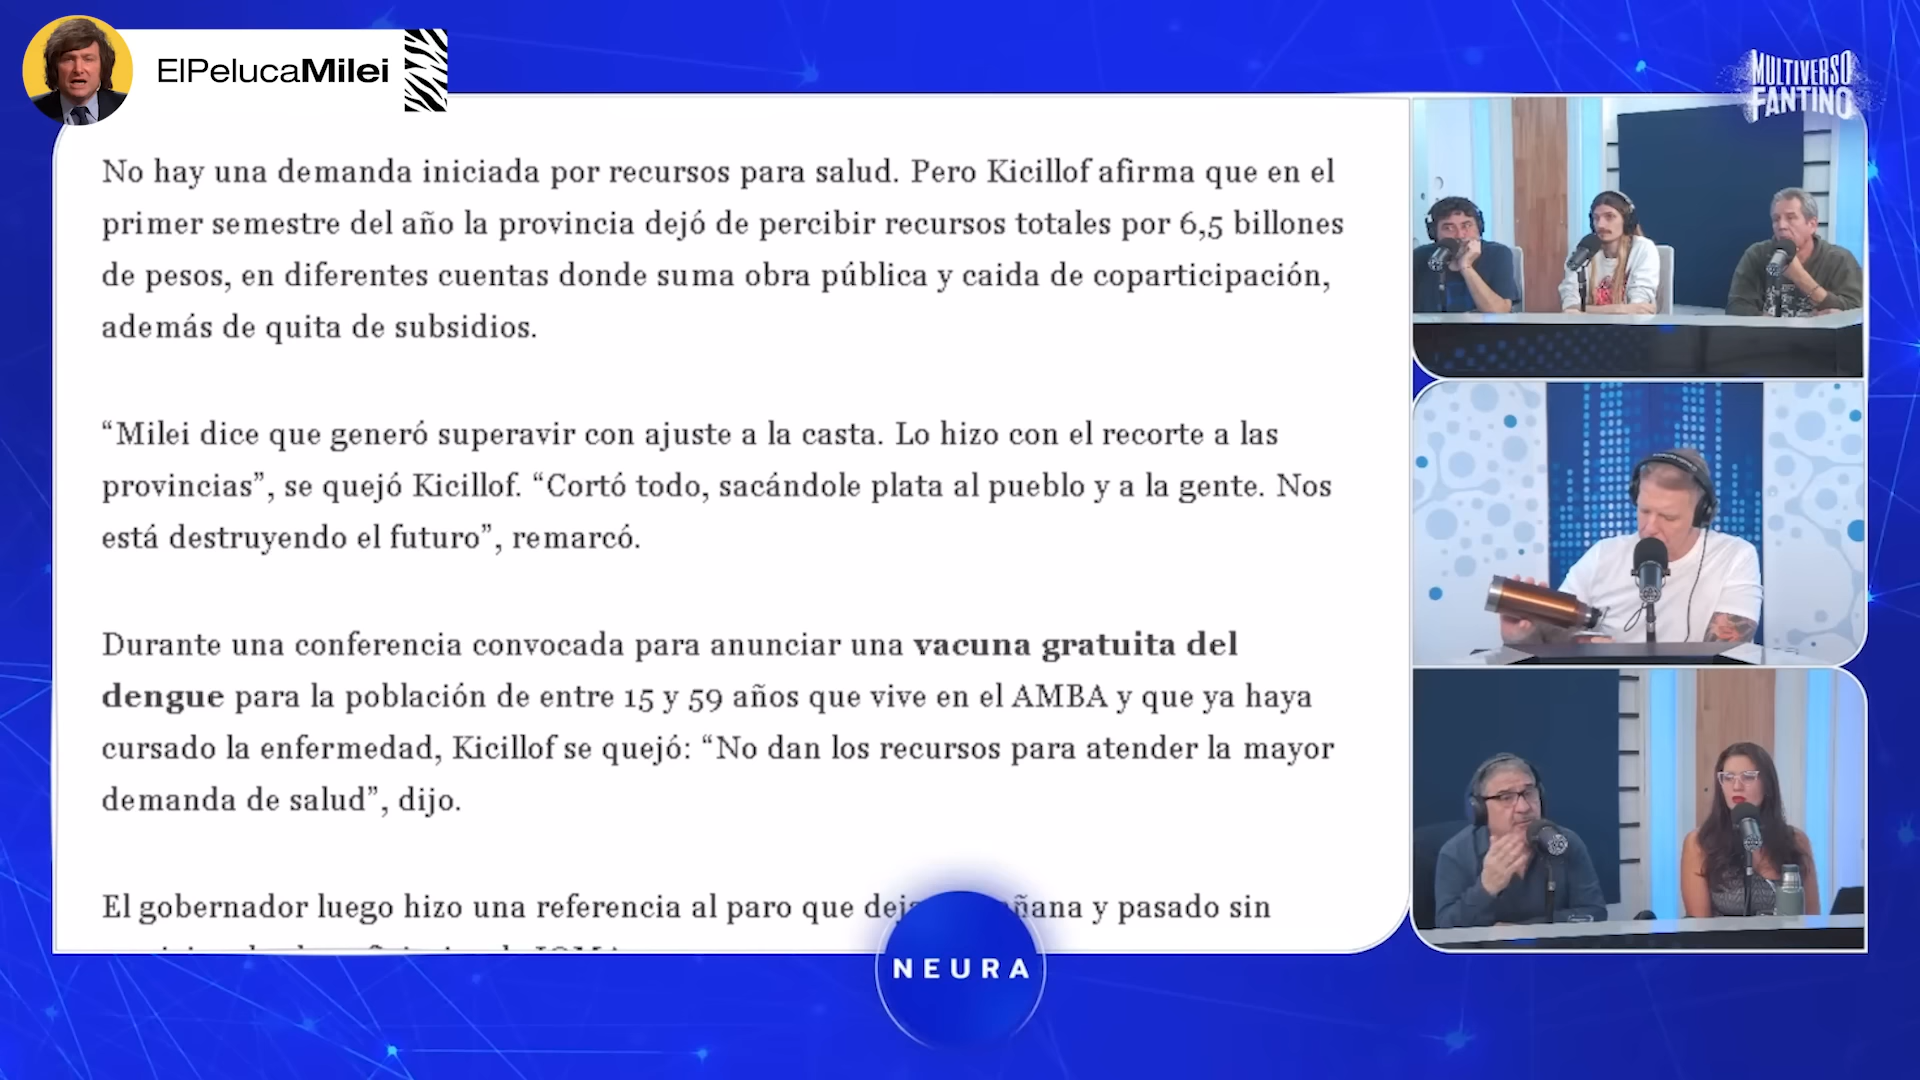 ElPelucaMilei
MULTIVERSO
FANTINO
No hay una demanda iniciada por recursos para salud. Pero Kicillof afirma que en el
primer semestre del año la provincia dejó de percibir recursos totales por 6,5 billones
de pesos, en diferentes cuentas donde suma obra pública y caida de coparticipación,
además de quita de subsidios.
“Milei dice que generó superavir con ajuste a la casta. Lo hizo con el recorte a las
provincias”, se quejó Kicillof. “Cortó todo, sacándole plata al pueblo y a la gente. Nos
está destruyendo el futuro”, remarcó.
Durante una conferencia convocada para anunciar una vacuna gratuita del
dengue para la población de entre 15 y 59 años que vive en el AMBA y que ya haya
cursado la enfermedad, Kicillof se quejó: “No dan los recursos para atender la mayor
demanda de salud”, dijo.
El gobernador luego hizo una referencia al paro que y pasado sin
NEURA